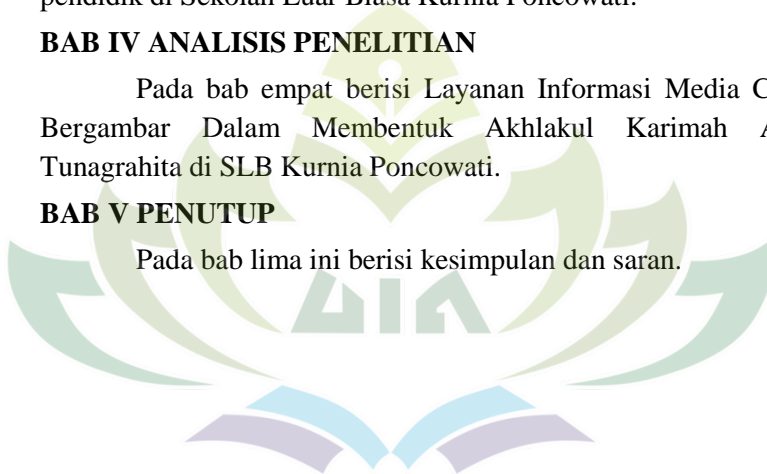 pendidik di Sekolah Luar Biasa Kurnia Poncowati.
BAB IV ANALISIS PENELITIAN
Pada bab empat berisi Layanan Informasi Media
Bergambar Dalam Membentuk Akhlakul Karimah
Tunagrahita di SLB Kurnia Poncowati.
BAB V PENUTUP
Pada bab lima ini berisi kesimpulan dan saran.